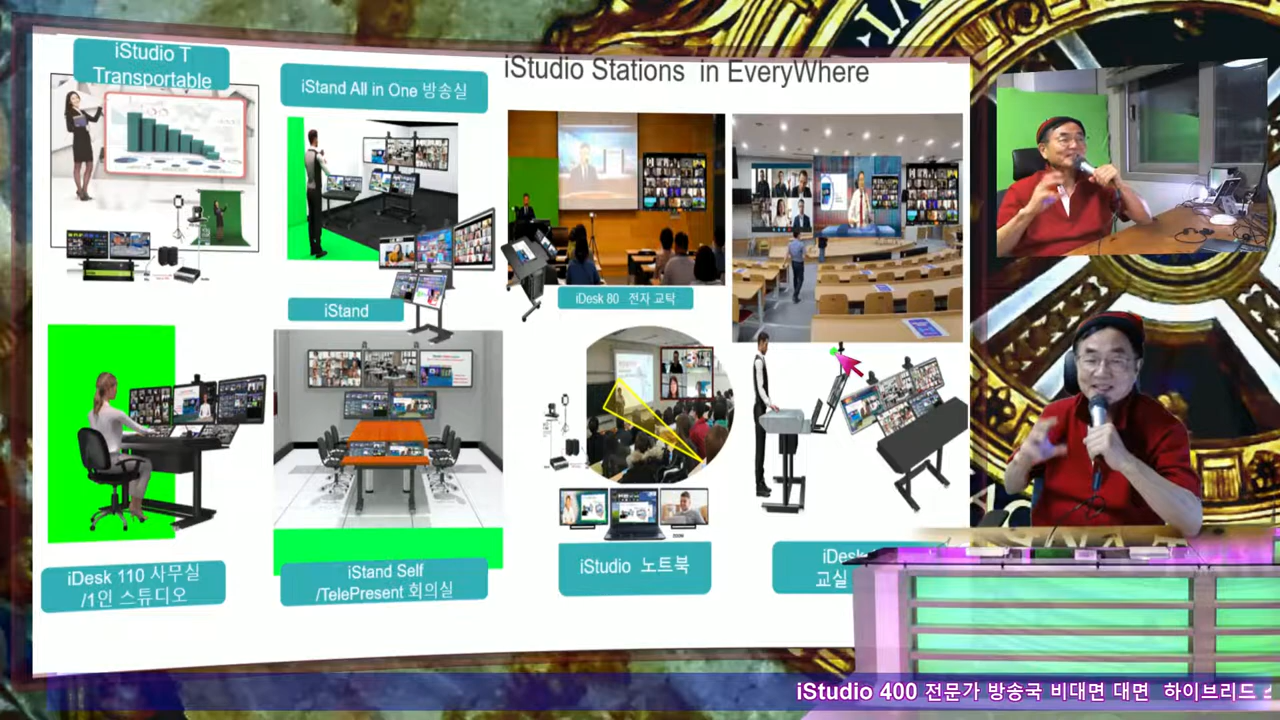 iStudio T
Transportable
iStand All in One 방송실
iStudio Stations in EveryWhere
iStand
iDesk 80 전자 교탁
iDesk 110 사무실
/1인 스튜디오
iStand Self
/TelePresent 회의실
iStudio 노트북
iDesk
교실
iStudio 400 전문가 방송국 비대면 대면 하이브리드